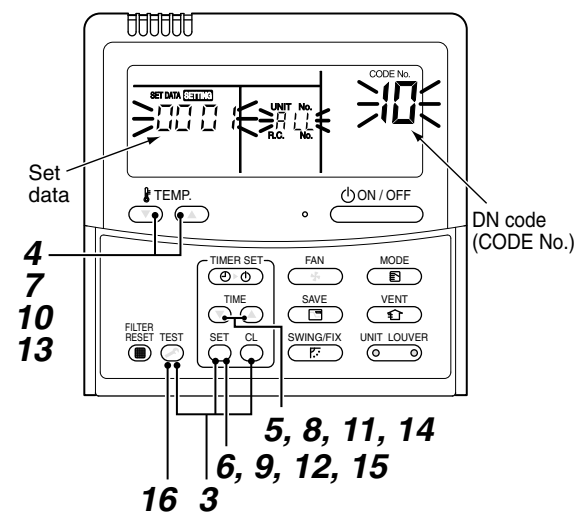 CODE No.
SET DATA SETTING
UNIT No.
0001
ALL
10
R.C. No.
Set
data
TEMP.
ON / OFF
DN code
(CODE No.)
4
7
10
13
TIMER SET
FAN
MODE
TIME
SAVE
VENT
FILTER
RESET TEST
SET CL
SWING/FIX
UNIT LOUVER
5, 8, 11, 14
6, 9, 12, 15
16 3